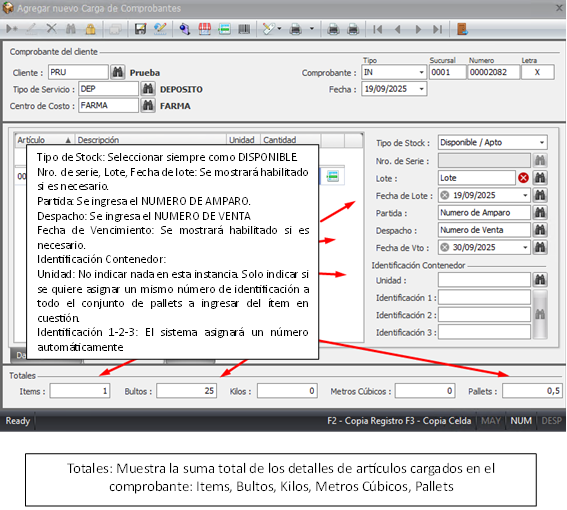 Agregar nuevo Carga de Comprobantes
Comprobante del cliente
Cliente : PRU Prueba
Tipo de Servicio : DEP DEPOSITO
Centro de Costo : FARMA FARMA
Tipo Sucursal Numero Letra
Comprobante : IN 0001 00002082 X
Fecha : 19/09/2025
Artículo Descripción Unidad Cantidad
00
Tipo de Stock: Seleccionar siempre como DISPONIBLE
Nro. de serie, Lote, Fecha de lote: Se mostrará habilitado
si es necesario.
Partida: Se ingresa el NUMERO DE AMPARO.
Despacho: Se ingresa el NUMERO DE VENTA
Fecha de Vencimiento: Se mostrará habilitado si es
necesario.
Identificación Contenedor:
Unidad: No indicar nada en esta instancia. Solo indicar si
se quiere asignar un mismo número de identificación a
todo el conjunto de pallets a ingresar del ítem en
cuestión.
Identificación 1-2-3: El sistema asignará un número
automáticamente
Tipo de Stock : Disponible / Apto
Nro. de Serie :
Lote : Lote
Fecha de Lote : 19/09/2025
Partida : Numero de Amparo
Despacho : Numero de Venta
Fecha de Vto : 30/09/2025
Identificación Contenedor
Unidad :
Identificación 1 :
Identificación 2 :
Identificación 3 :
Totales
Items : 1 Bultos : 25 Kilos : 0 Metros Cúbicos : 0 Pallets : 0,5
Ready F2 - Copia Registro F3 - Copia Celda MAY NUM DESP
Totales: Muestra la suma total de los detalles de artículos cargados en el
comprobante: Items, Bultos, Kilos, Metros Cúbicos, Pallets